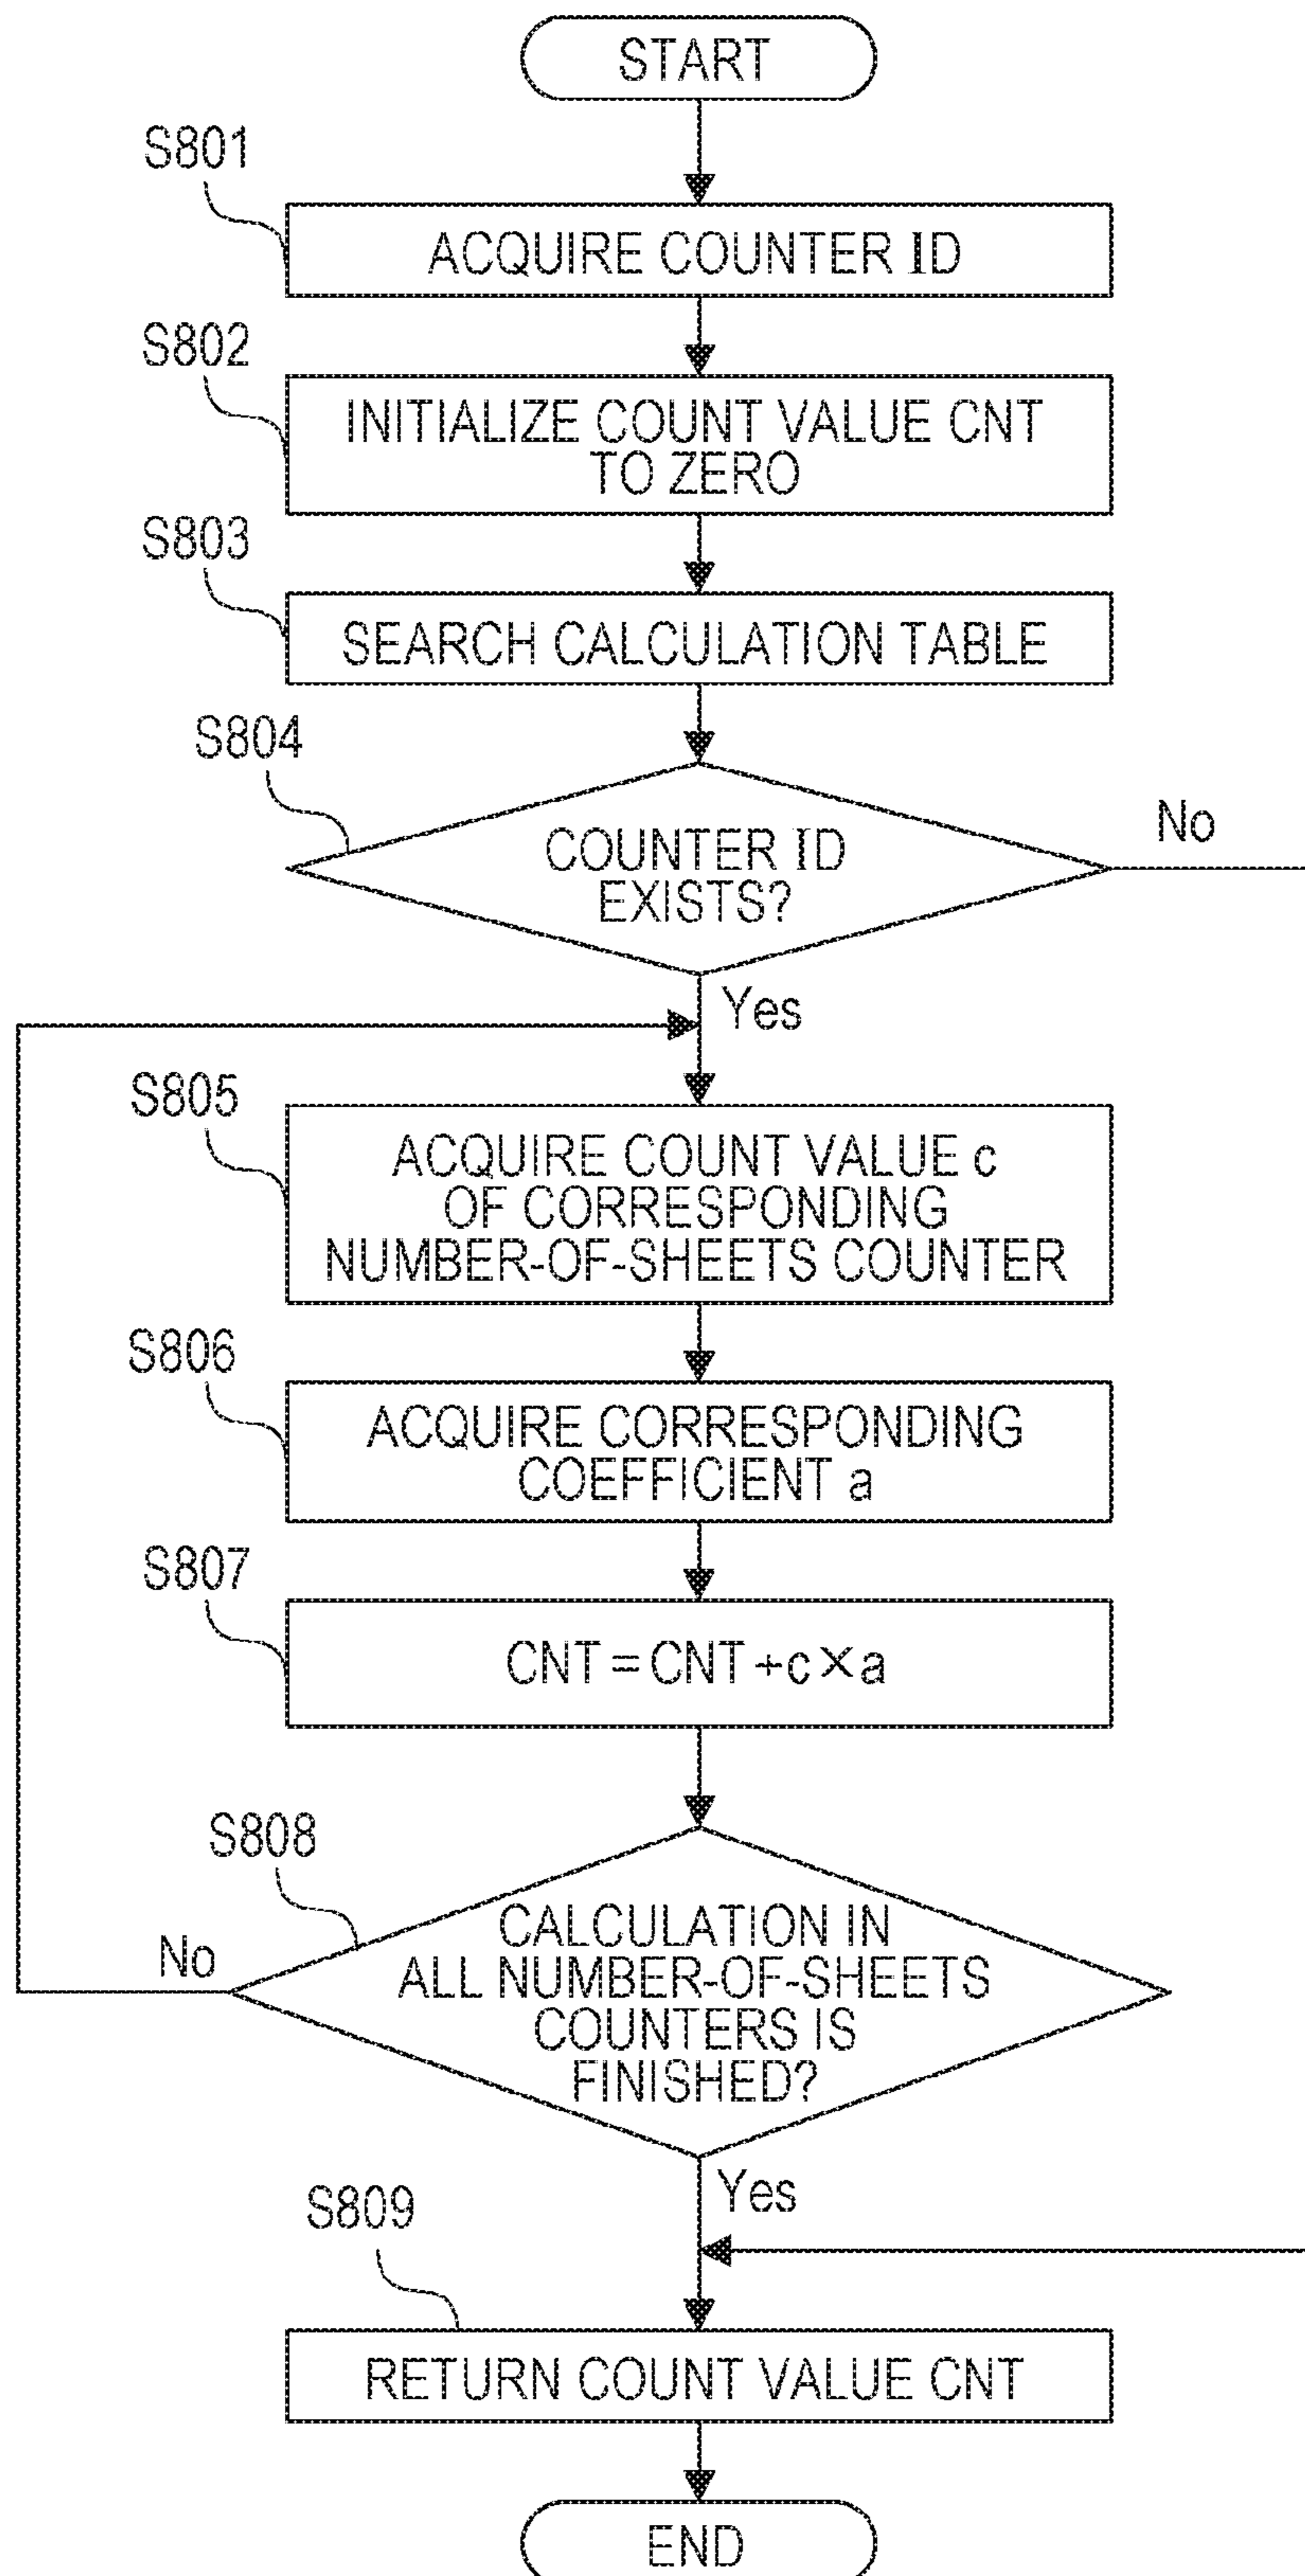 START
S801
ACQUIRE COUNTER ID
S802
INITIALIZE COUNT VALUE CNT
TO ZERO
S803
SEARCH CALCULATION TABLE
S804
COUNTER ID
EXISTS?
No
Yes
S805
ACQUIRE COUNT VALUE c
OF CORRESPONDING
NUMBER-OF-SHEETS COUNTER
S806
ACQUIRE CORRESPONDING
COEFFICIENT a
S807
CNT = CNT +c×a
S808
CALCULATION IN
ALL NUMBER-OF-SHEETS
COUNTERS IS
FINISHED?
No
Yes
S809
RETURN COUNT VALUE CNT
END